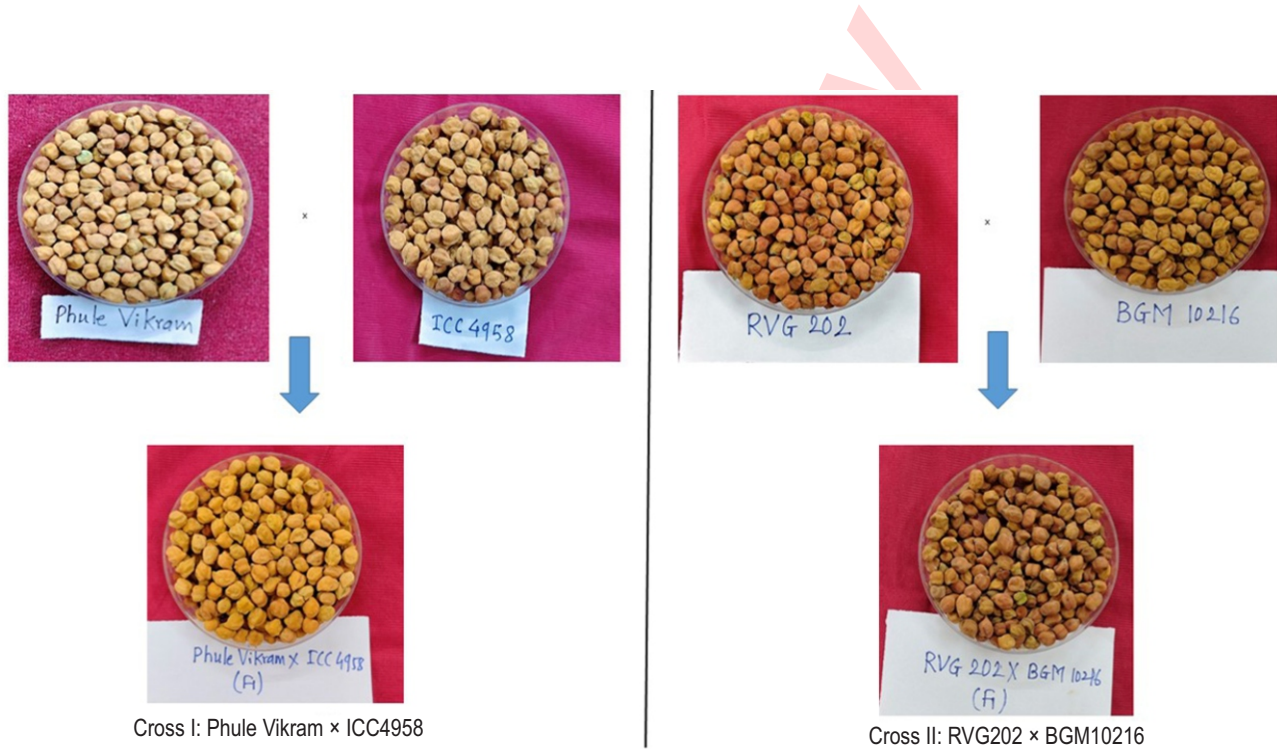 Phule Vikram
x
ICC 4958
RVG 202
x
BGM 10216
Phule Vikram X ICC 4958
(F1)
Cross I: Phule Vikram × ICC4958
RVG 202 X BGM 10216
(F1)
Cross II: RVG202 × BGM10216